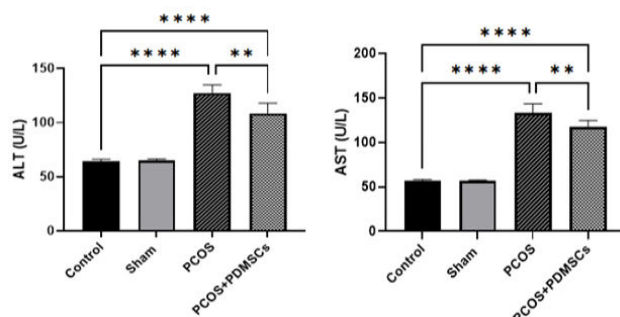 ****
**** **
150
100
50
0
ALT (U/L)
Control
Sham
PCOS
PCOS+PDMSCs
****
**** **
200
150
100
50
0
AST (U/L)
Control
Sham
PCOS
PCOS+PDMSCs